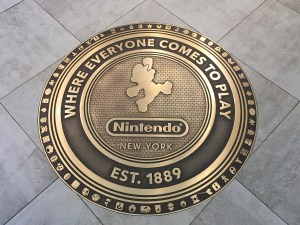 WHERE EVERYONE COMES TO PLAY
Nintendo
NEW YORK
EST. 1889